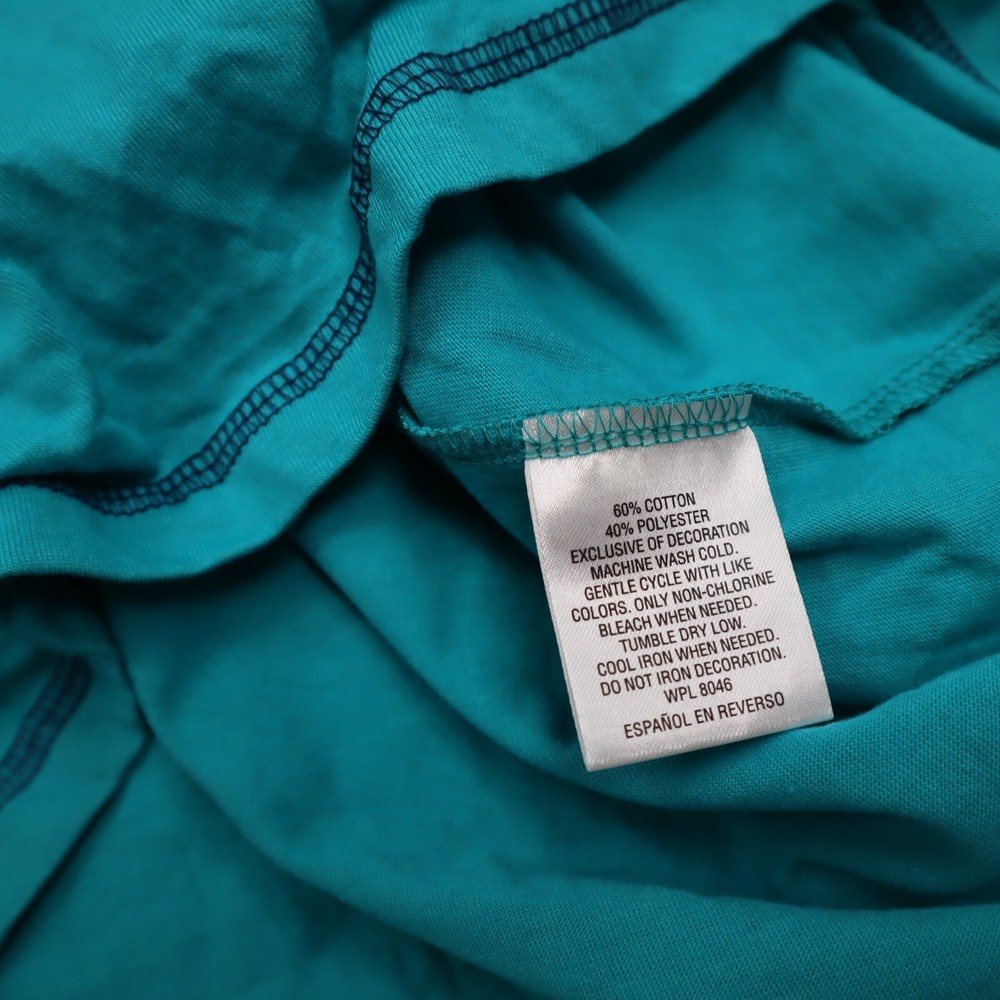 60% COTTON
40% POLYESTER
EXCLUSIVE OF DECORATION
MACHINE WASH COLD.
GENTLE CYCLE WITH LIKE
COLORS. ONLY NON-CHLORINE
BLEACH WHEN NEEDED.
TUMBLE DRY LOW.
COOL IRON WHEN NEEDED.
DO NOT IRON DECORATION.
WPL 8046
ESPAÑOL EN REVERSO